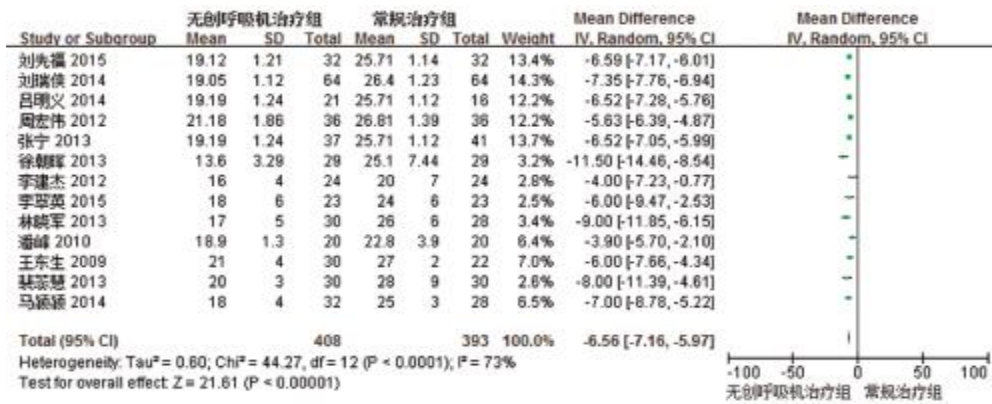 无创呼吸机治疗组 常规治疗组 Mean Difference Mean Difference
Study or Subgroup Mean SD Total Mean SD Total Weight IV, Random, 95% CI IV, Random, 95% CI
刘先福 2015 19.12 1.21 32 25.71 1.14 32 13.4% -6.59 [-7.17, -6.01]
刘瑞侠 2014 19.05 1.12 64 26.4 1.23 64 14.3% -7.35 [-7.76, -6.94]
吕明义 2014 19.19 1.24 21 25.71 1.12 16 12.2% -6.52 [-7.28, -5.76]
周宏伟 2012 21.18 1.86 36 26.81 1.39 36 12.2% -5.63 [-6.39, -4.87]
张宁 2013 19.19 1.24 37 25.71 1.12 41 13.7% -6.52 [-7.05, -5.99]
徐朝晖 2013 13.6 3.29 29 25.1 7.44 29 3.2% -11.50 [-14.46, -8.54]
李建杰 2012 16 4 24 20 7 24 2.8% -4.00 [-7.23, -0.77]
李翠英 2015 18 6 23 24 6 23 2.5% -6.00 [-9.47, -2.53]
林晓军 2013 17 5 30 26 6 28 3.4% -9.00 [-11.85, -6.15]
潘峰 2010 18.9 1.3 20 22.8 3.9 20 6.4% -3.90 [-5.70, -2.10]
王东生 2009 21 4 30 27 2 22 7.0% -6.00 [-7.66, -4.34]
2013 20 3 30 28 9 30 2.6% -8.00 [-11.39, -4.61]
马颖颖 2014 18 4 32 25 3 28 6.5% -7.00 [-8.78, -5.22]
Total (95% CI) 408 393 100.0% -6.56 [-7.16, -5.97]
Heterogeneity: Tau² = 0.60; Chi² = 44.27, df = 12 (P < 0.0001); I² = 73%
Test for overall effect: Z = 21.61 (P < 0.00001)
-100 -50 0 50 100
无创呼吸机治疗组 常规治疗组